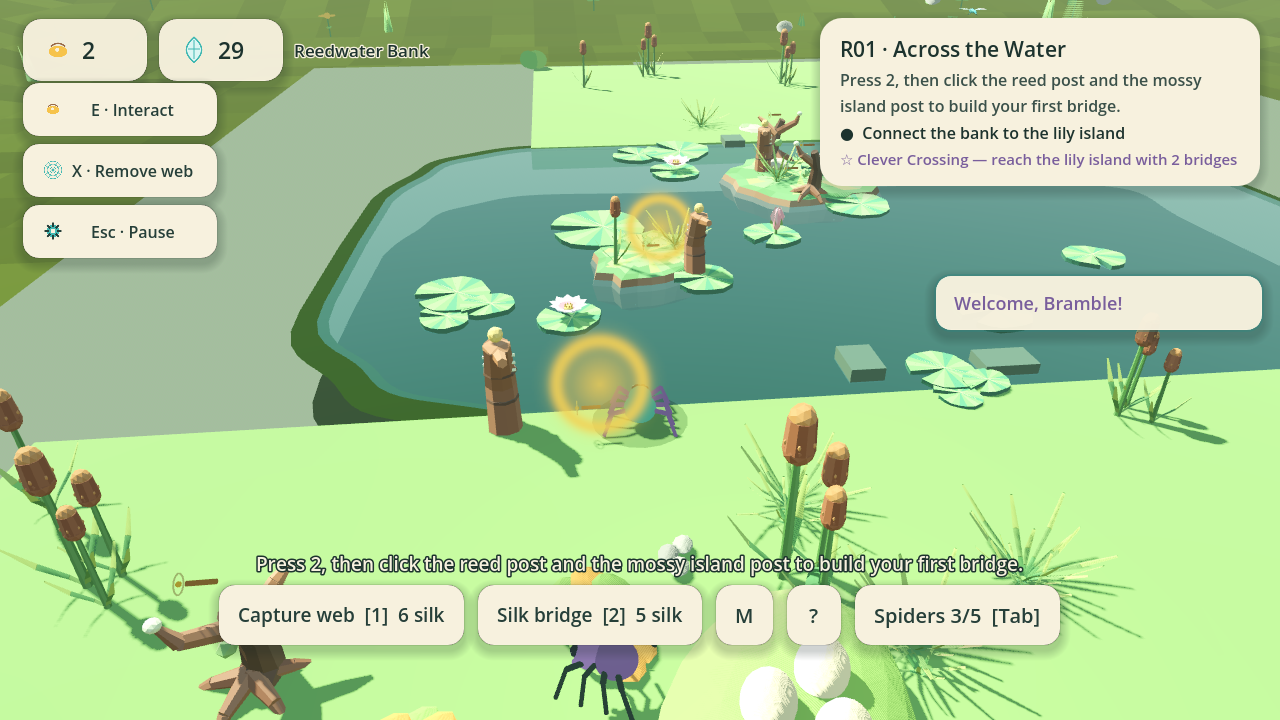 2
29
Reedwater Bank
E · Interact
X · Remove web
Esc · Pause
R01 · Across the Water
Press 2, then click the reed post and the mossy
island post to build your first bridge.
● Connect the bank to the lily island
☆ Clever Crossing — reach the lily island with 2 bridges
Welcome, Bramble!
Press 2, then click the reed post and the mossy island post to build your first bridge.
Capture web [1] 6 silk
Silk bridge [2] 5 silk
M
?
Spiders 3/5 [Tab]